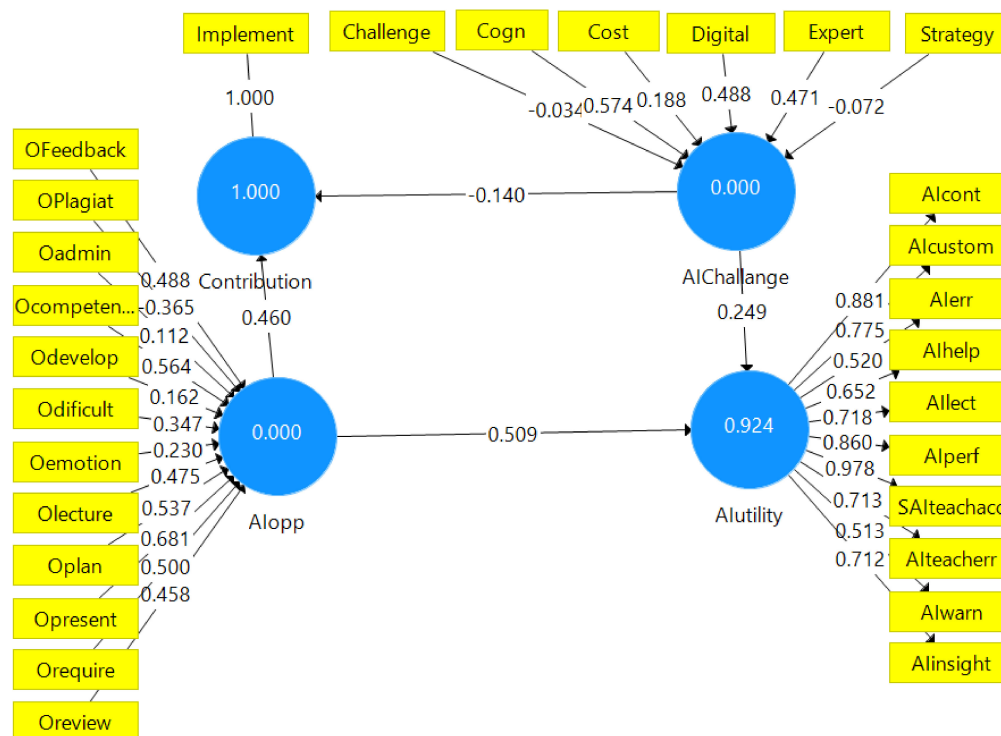 Implement
Challenge
Cogn
Cost
Digital
Expert
Strategy
1.000
-0.034
0.574
0.188
0.488
0.471
-0.072
OFeedback
OPlagiat
Oadmin
Ocompeten...
Odevelop
Odificult
Oemotion
Olecture
Oplan
Opresent
Orequire
Oreview
0.488
-0.365
0.112
0.564
0.162
0.347
0.230
0.475
0.537
0.681
0.500
0.458
1.000
Contribution
-0.140
0.000
AIChallange
0.460
0.249
0.000
AIopp
0.509
0.924
AIutility
0.881
0.775
0.520
0.652
0.718
0.860
0.978
0.713
0.513
0.712
AIcont
AIcustom
AIerr
AIhelp
AIlect
AIperf
SAIteachacc
AIteacherr
AIwarn
AIinsight